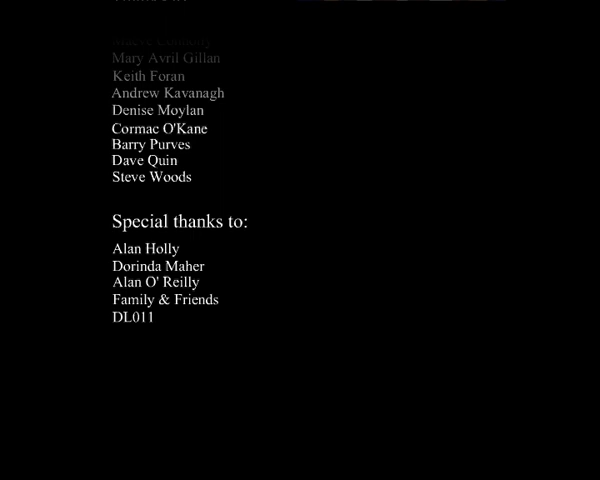 Mary Avril Gillan
Keith Foran
Andrew Kavanagh
Denise Moylan
Cormac O'Kane
Barry Purves
Dave Quin
Steve Woods
Special thanks to:
Alan Holly
Dorinda Maher
Alan O' Reilly
Family & Friends
DL011